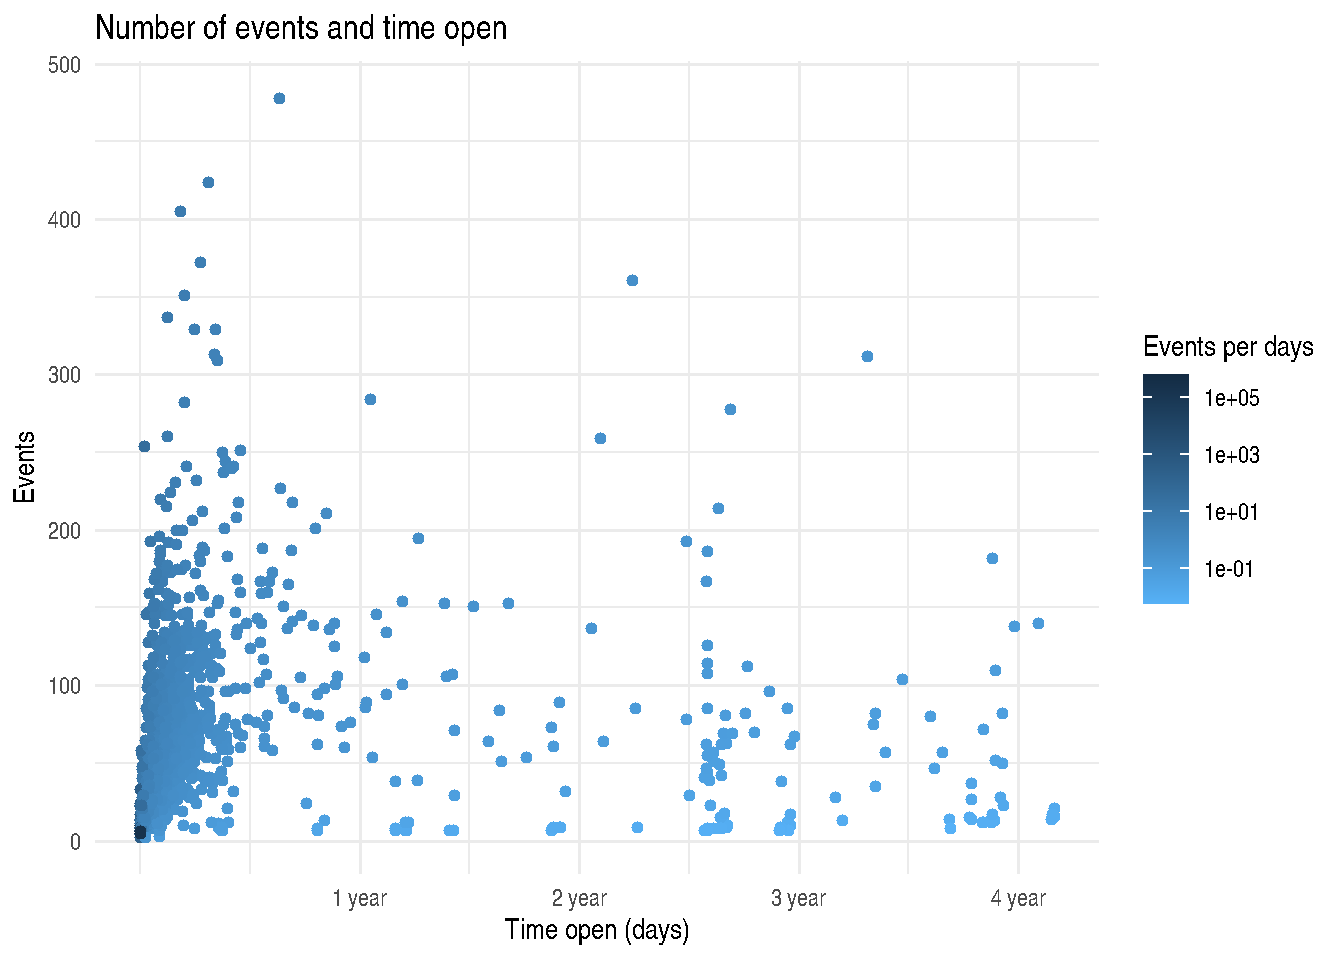 Number of events and time open
500
400
300
200
100
0
Events
1 year
2 year
3 year
4 year
Time open (days)
Events per days
1e+05
1e+03
1e+01
1e-01